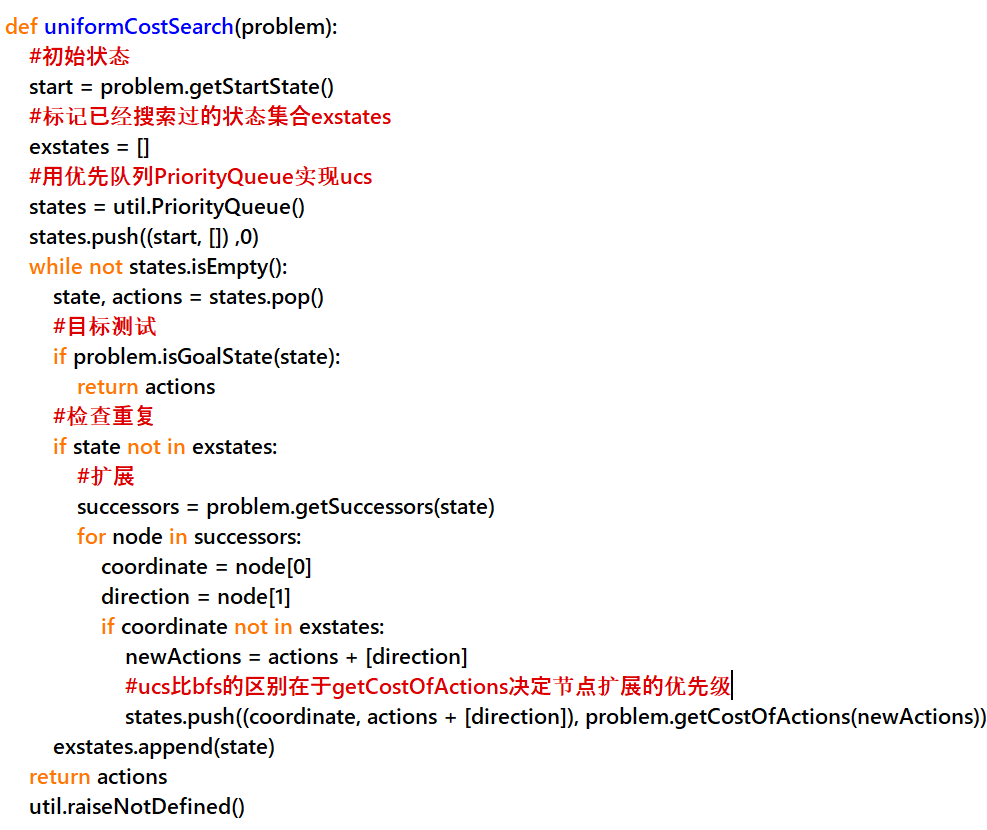 def uniformCostSearch(problem):
#初始状态
start = problem.getStartState()
#标记已经搜索过的状态集合exstates
exstates = []
#用优先队列PriorityQueue实现ucs
states = util.PriorityQueue()
states.push((start, []) ,0)
while not states.isEmpty():
state, actions = states.pop()
#目标测试
if problem.isGoalState(state):
return actions
#检查重复
if state not in exstates:
#扩展
successors = problem.getSuccessors(state)
for node in successors:
coordinate = node[0]
direction = node[1]
if coordinate not in exstates:
newActions = actions + [direction]
#ucs比bfs的区别在于getCostOfActions决定节点扩展的优先级
states.push((coordinate, actions + [direction]), problem.getCostOfActions(newActions))
exstates.append(state)
return actions
util.raiseNotDefined()